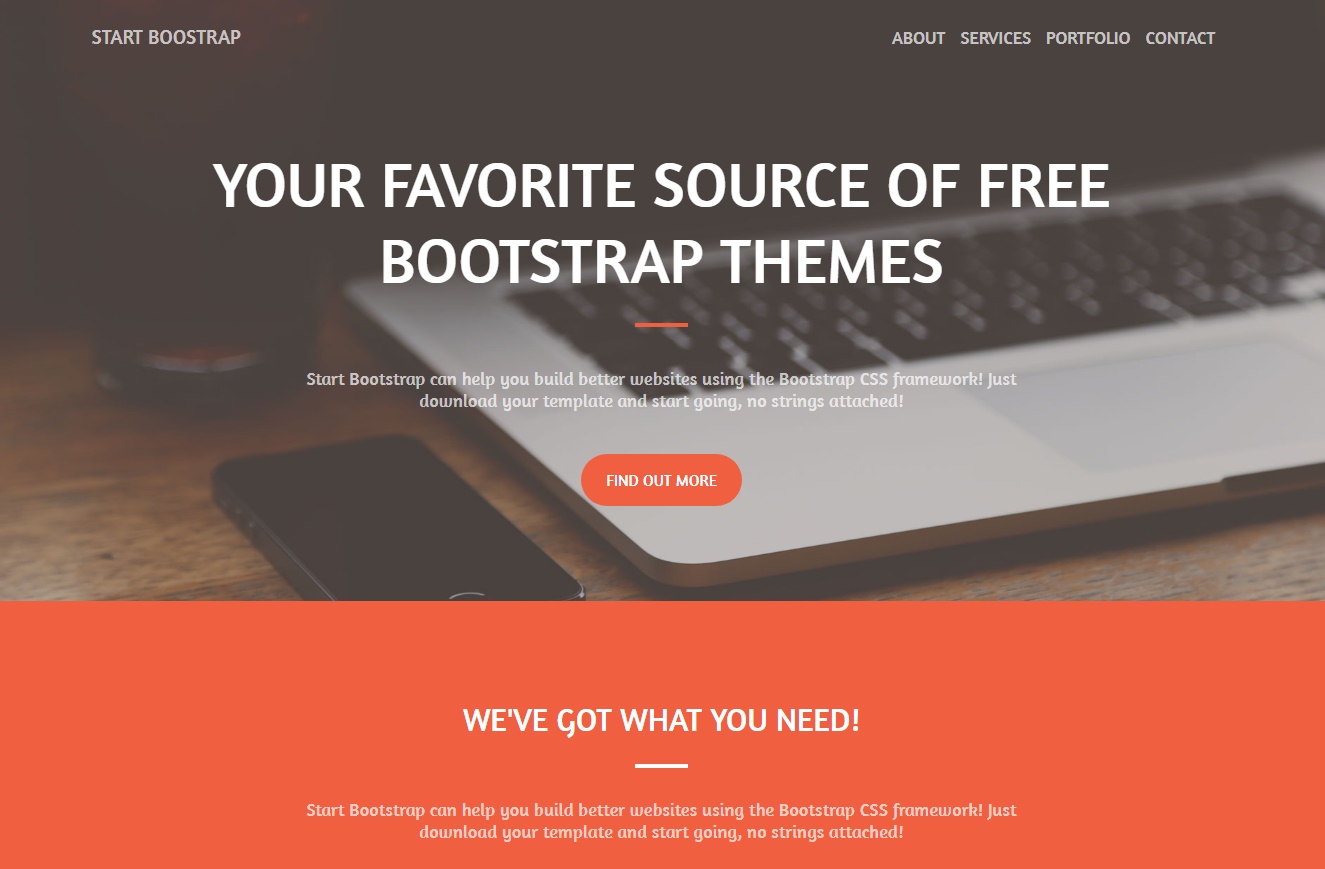 START BOOSTRAP
ABOUT SERVICES PORTFOLIO CONTACT
YOUR FAVORITE SOURCE OF FREE
BOOTSTRAP THEMES
Start Bootstrap can help you build better websites using the Bootstrap CSS framework! Just
download your template and start going, no strings attached!
FIND OUT MORE
WE'VE GOT WHAT YOU NEED!
Start Bootstrap can help you build better websites using the Bootstrap CSS framework! Just
download your template and start going, no strings attached!